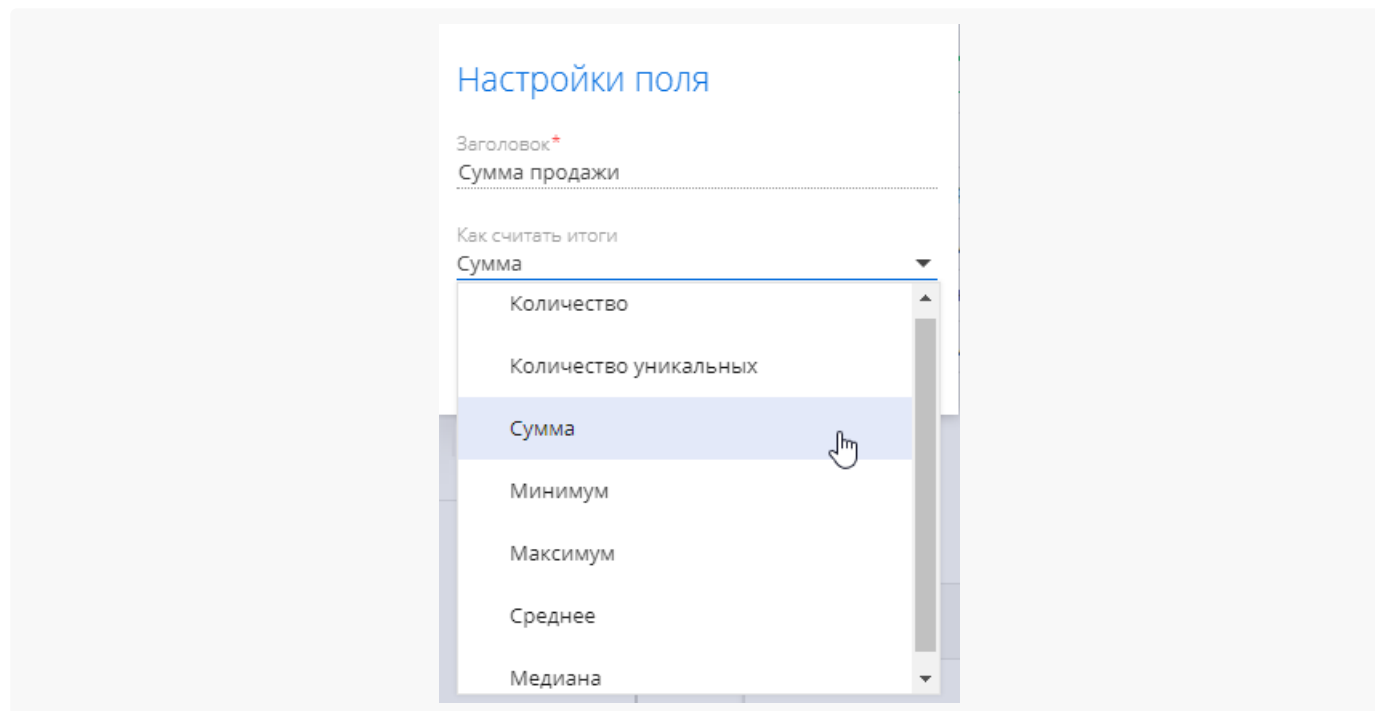 Настройки поля
Заголовок*
Сумма продажи
Как считать итоги
Сумма
Количество
Количество уникальных
Сумма
Минимум
Максимум
Среднее
Медиана